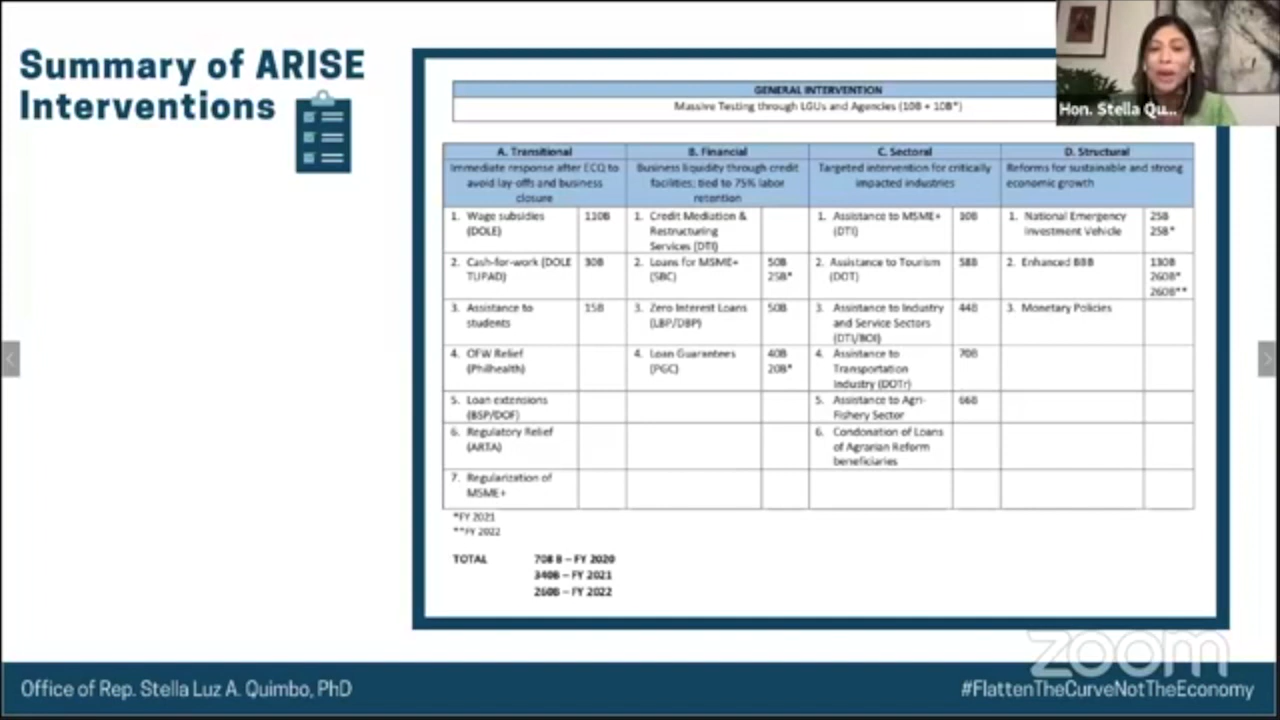 Summary of ARISE
Interventions
Hon. Stella Qu...
GENERAL INTERVENTION
Massive Testing through LGUs and Agencies (10B + 10B*)
A. Transitional
Immediate response after ECQ to
avoid lay-offs and business
closure
B. Financial
Business liquidity through credit
facilities; tied to 75% labor
retention
C. Sectoral
Targeted intervention for critically
impacted industries
D. Structural
Reforms for sustainable and strong
economic growth
1. Wage subsidies
(DOLE)
110B
1. Credit Mediation &
Restructuring
Services (DTI)
1. Assistance to MSME+
(DTI)
10B
1. National Emergency
Investment Vehicle
25B
25B*
2. Cash-for-work (DOLE
TUPAD)
30B
2. Loans for MSME+
(SBC)
50B
25B*
2. Assistance to Tourism
(DOT)
58B
2. Enhanced BBB
130B
260B*
260B**
3. Assistance to
students
15B
3. Zero Interest Loans
(LBP/DBP)
50B
3. Assistance to Industry
and Service Sectors
(DTI/BOI)
44B
3. Monetary Policies
4. OFW Relief
(Philhealth)
4. Loan Guarantees
(PGC)
40B
20B*
4. Assistance to
Transportation
Industry (DOTr)
70B
5. Loan extensions
(BSP/DOF)
5. Assistance to Agri-
Fishery Sector
66B
6. Regulatory Relief
(ARTA)
6. Condonation of Loans
of Agrarian Reform
beneficiaries
7. Regularization of
MSME+
*FY 2021
**FY 2022
TOTAL 708 B – FY 2020
340B – FY 2021
260B – FY 2022
zoom
Office of Rep. Stella Luz A. Quimbo, PhD
#FlattenTheCurveNotTheEconomy